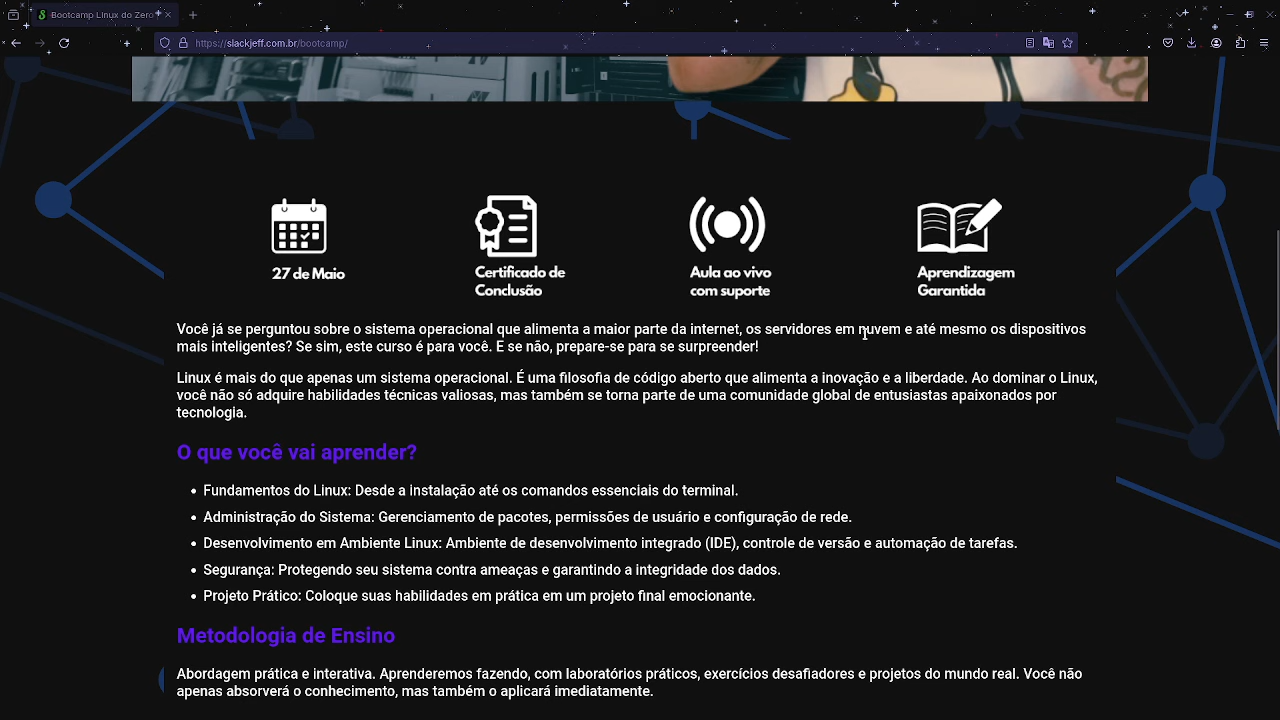 Bootcamp Linux do Zero
https://slackjeff.com.br/bootcamp/
27 de Maio
Certificado de
Conclusão
Aula ao vivo
com suporte
Aprendizagem
Garantida
Você já se perguntou sobre o sistema operacional que alimenta a maior parte da internet, os servidores em nuvem e até mesmo os dispositivos
mais inteligentes? Se sim, este curso é para você. E se não, prepare-se para se surpreender!
Linux é mais do que apenas um sistema operacional. É uma filosofia de código aberto que alimenta a inovação e a liberdade. Ao dominar o Linux,
você não só adquire habilidades técnicas valiosas, mas também se torna parte de uma comunidade global de entusiastas apaixonados por
tecnologia.
O que você vai aprender?
Fundamentos do Linux: Desde a instalação até os comandos essenciais do terminal.
Administração do Sistema: Gerenciamento de pacotes, permissões de usuário e configuração de rede.
Desenvolvimento em Ambiente Linux: Ambiente de desenvolvimento integrado (IDE), controle de versão e automação de tarefas.
Segurança: Protegendo seu sistema contra ameaças e garantindo a integridade dos dados.
Projeto Prático: Coloque suas habilidades em prática em um projeto final emocionante.
Metodologia de Ensino
Abordagem prática e interativa. Aprenderemos fazendo, com laboratórios práticos, exercícios desafiadores e projetos do mundo real. Você não
apenas absorverá o conhecimento, mas também o aplicará imediatamente.